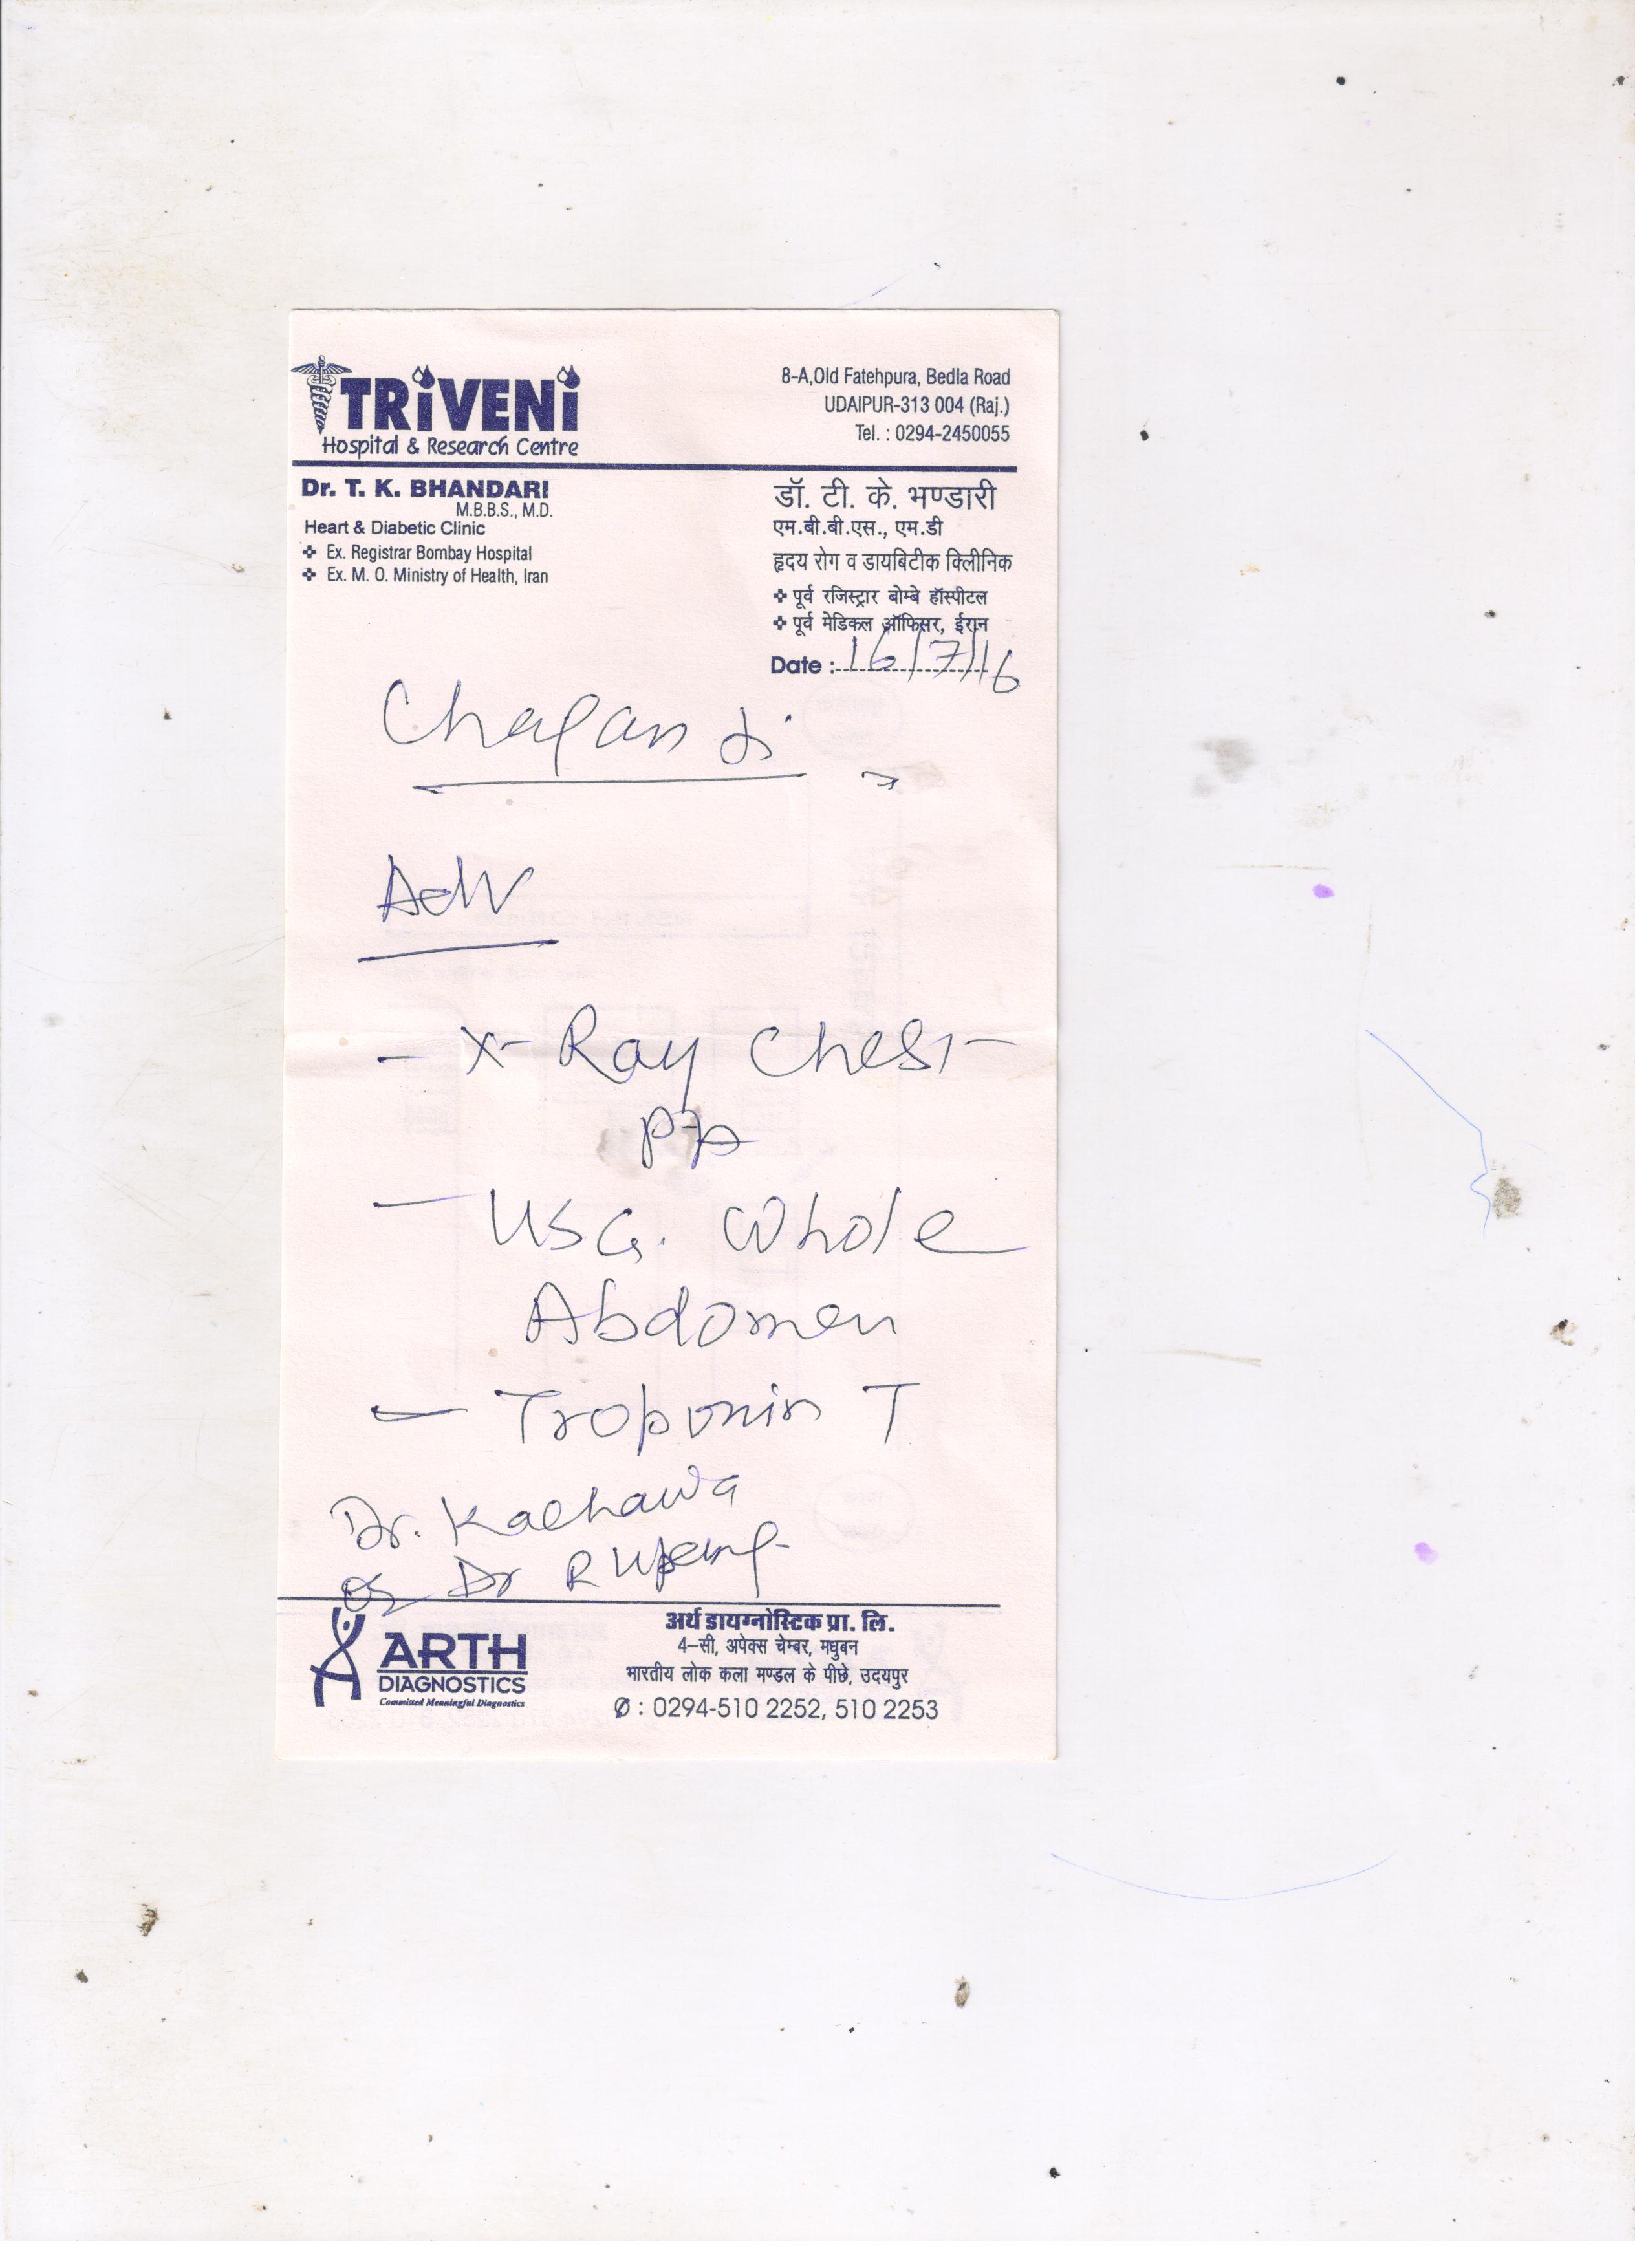 TRiVENi
Hospital & Research Centre
8-A,Old Fatehpura, Bedla Road
UDAIPUR-313 004 (Raj.)
Tel. : 0294-2450055
Dr. T. K. BHANDARI
M.B.B.S., M.D.
Heart & Diabetic Clinic
❖ Ex. Registrar Bombay Hospital
❖ Ex. M. O. Ministry of Health, Iran
डॉ. टी. के. भण्डारी
एम.बी.बी.एस., एम.डी
हृदय रोग व डायबिटीक क्लिीनिक
❖ पूर्व रजिस्ट्रार बोम्बे हॉस्पीटल
❖ पूर्व मेडिकल ऑफिसर, ईरान
Date : 16/7/16
Adv
- X-Ray Chest
PA
- USG. Whole
Abdomen
- Troponin T
Dr. Kachawa
or Dr
ARTH
DIAGNOSTICS
Committed Meaningful Diagnostics
अर्थ डायग्नोस्टिक प्रा. लि.
4-सी, अपेक्स चेम्बर, मधुबन
भारतीय लोक कला मण्डल के पीछे, उदयपुर
✆ : 0294-510 2252, 510 2253